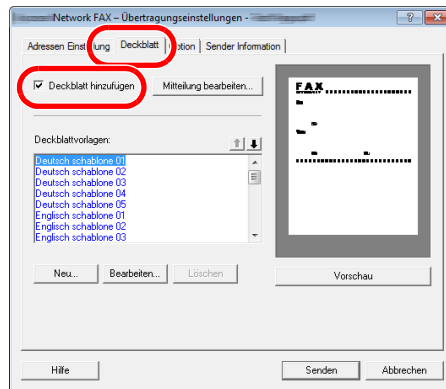 Network FAX – Übertragungseinstellungen -
Adressen Einstellung Deckblatt Option Sender Information
Deckblatt hinzufügen Mitteilung bearbeiten...
FAX
Deckblattvorlagen:
Deutsch schablone 01
Deutsch schablone 02
Deutsch schablone 03
Deutsch schablone 04
Deutsch schablone 05
Englisch schablone 01
Englisch schablone 02
Englisch schablone 03
Neu... Bearbeiten... Löschen Vorschau
Hilfe Senden Abbrechen